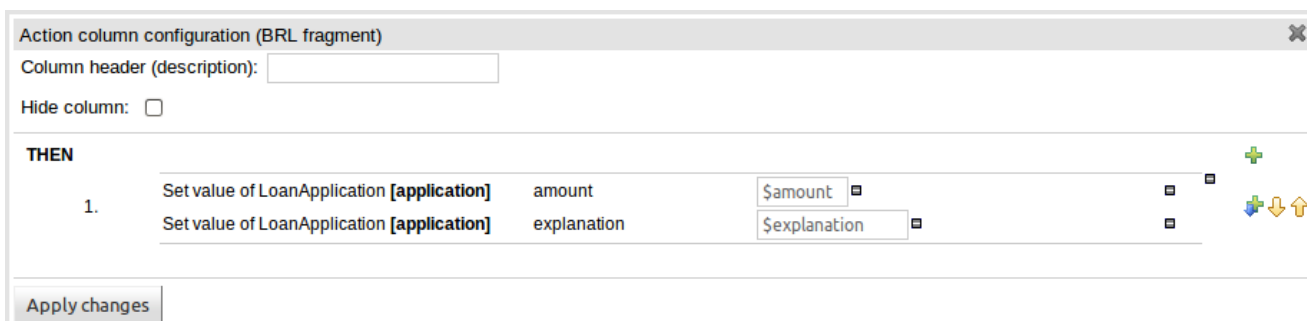 Action column configuration (BRL fragment)
Column header (description):
Hide column:
THEN
1.
Set value of LoanApplication [application] amount $amount
Set value of LoanApplication [application] explanation $explanation
Apply changes